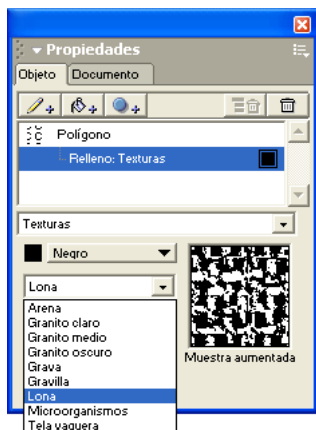 Propiedades
Objeto Documento
Polígono
Relleno: Texturas
Texturas
Negro
Lona
Arena
Granito claro
Granito medio
Granito oscuro
Grava
Gravilla
Lona
Microorganismos
Tela vaquera
Muestra aumentada